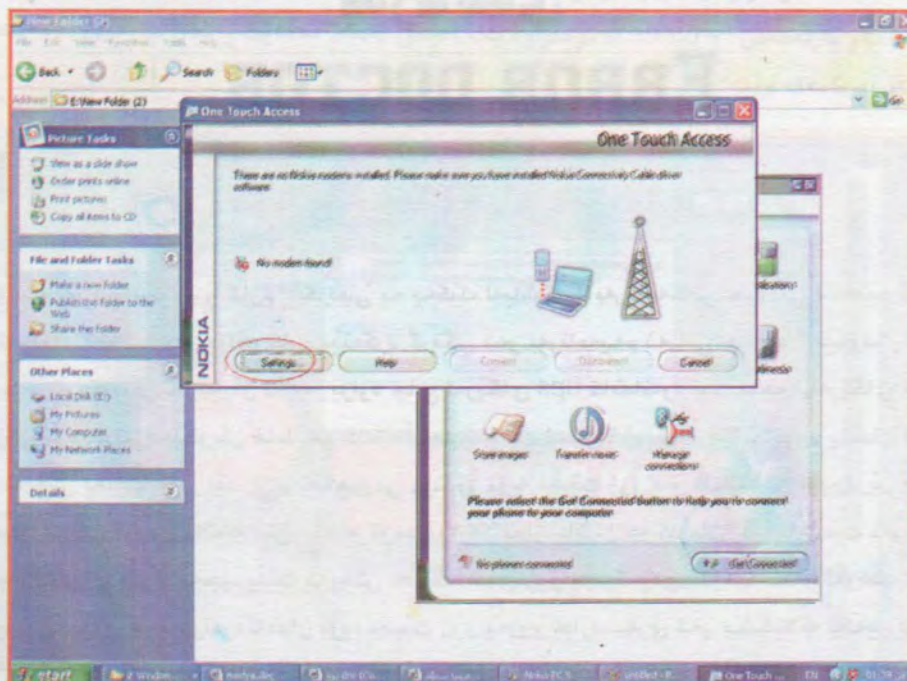 New Folder (2)
File Edit View Favorites Tools Help
Back Search Folders
Address E:\New Folder (2) Go
Picture Tasks
View as a slide show
Order prints online
Print pictures
Copy all items to CD
File and Folder Tasks
Make a new folder
Publish this folder to the
Web
Share this folder
Other Places
Local Disk (E:)
My Pictures
My Computer
My Network Places
Details
One Touch Access
One Touch Access
There are no Nokia modems installed. Please make sure you have installed Nokia Connectivity Cable driver
software.
No modem found!
NOKIA
Settings Help Connect Disconnect Cancel
Store images Transfer music Manage
connections
Please select the Get Connected button to help you to connect
your phone to your computer.
No phones connected Get Connected
start 2 Window... One Touch ... EN